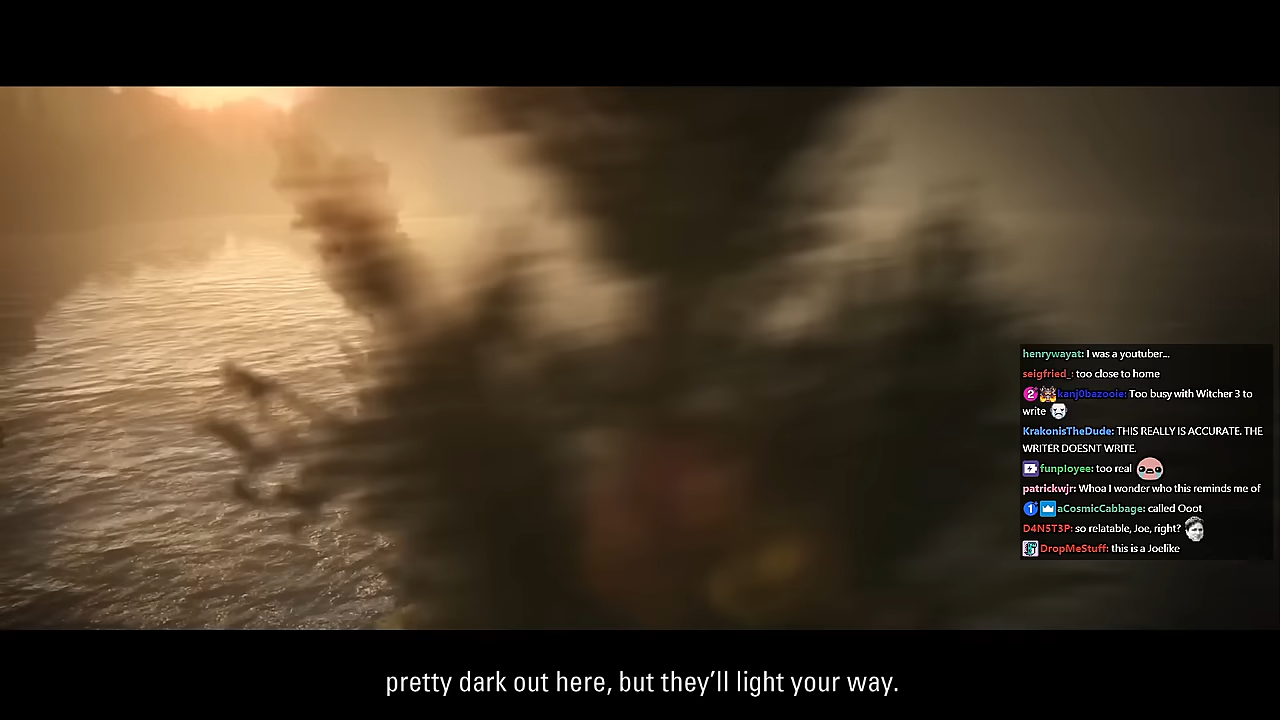 henrywayat: I was a youtuber...
seigfried_: too close to home
2 kanj0bazooie: Too busy with Witcher 3 to
write
KrakonisTheDude: THIS REALLY IS ACCURATE. THE
WRITER DOESNT WRITE.
funployee: too real
patrickwjr: Whoa I wonder who this reminds me of
1 aCosmicCabbage: called Ooot
D4N5T3P: so relatable, Joe, right?
DropMeStuff: this is a Joelike
pretty dark out here, but they’ll light your way.